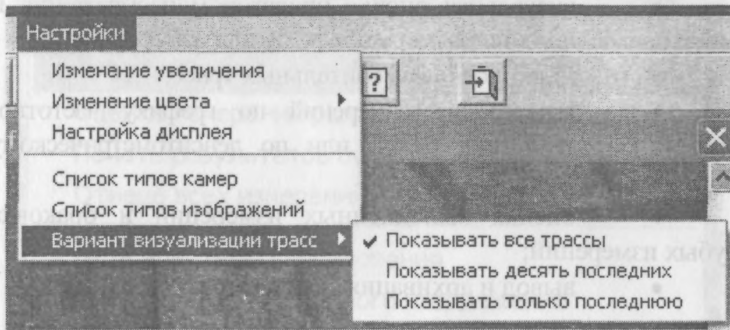 Настройки
Изменение увеличения
Изменение цвета
Настройка дисплея
?
Список типов камер
Список типов изображений
Вариант визуализации трасс
✓ Показывать все трассы
Показывать десять последних
Показывать только последнюю